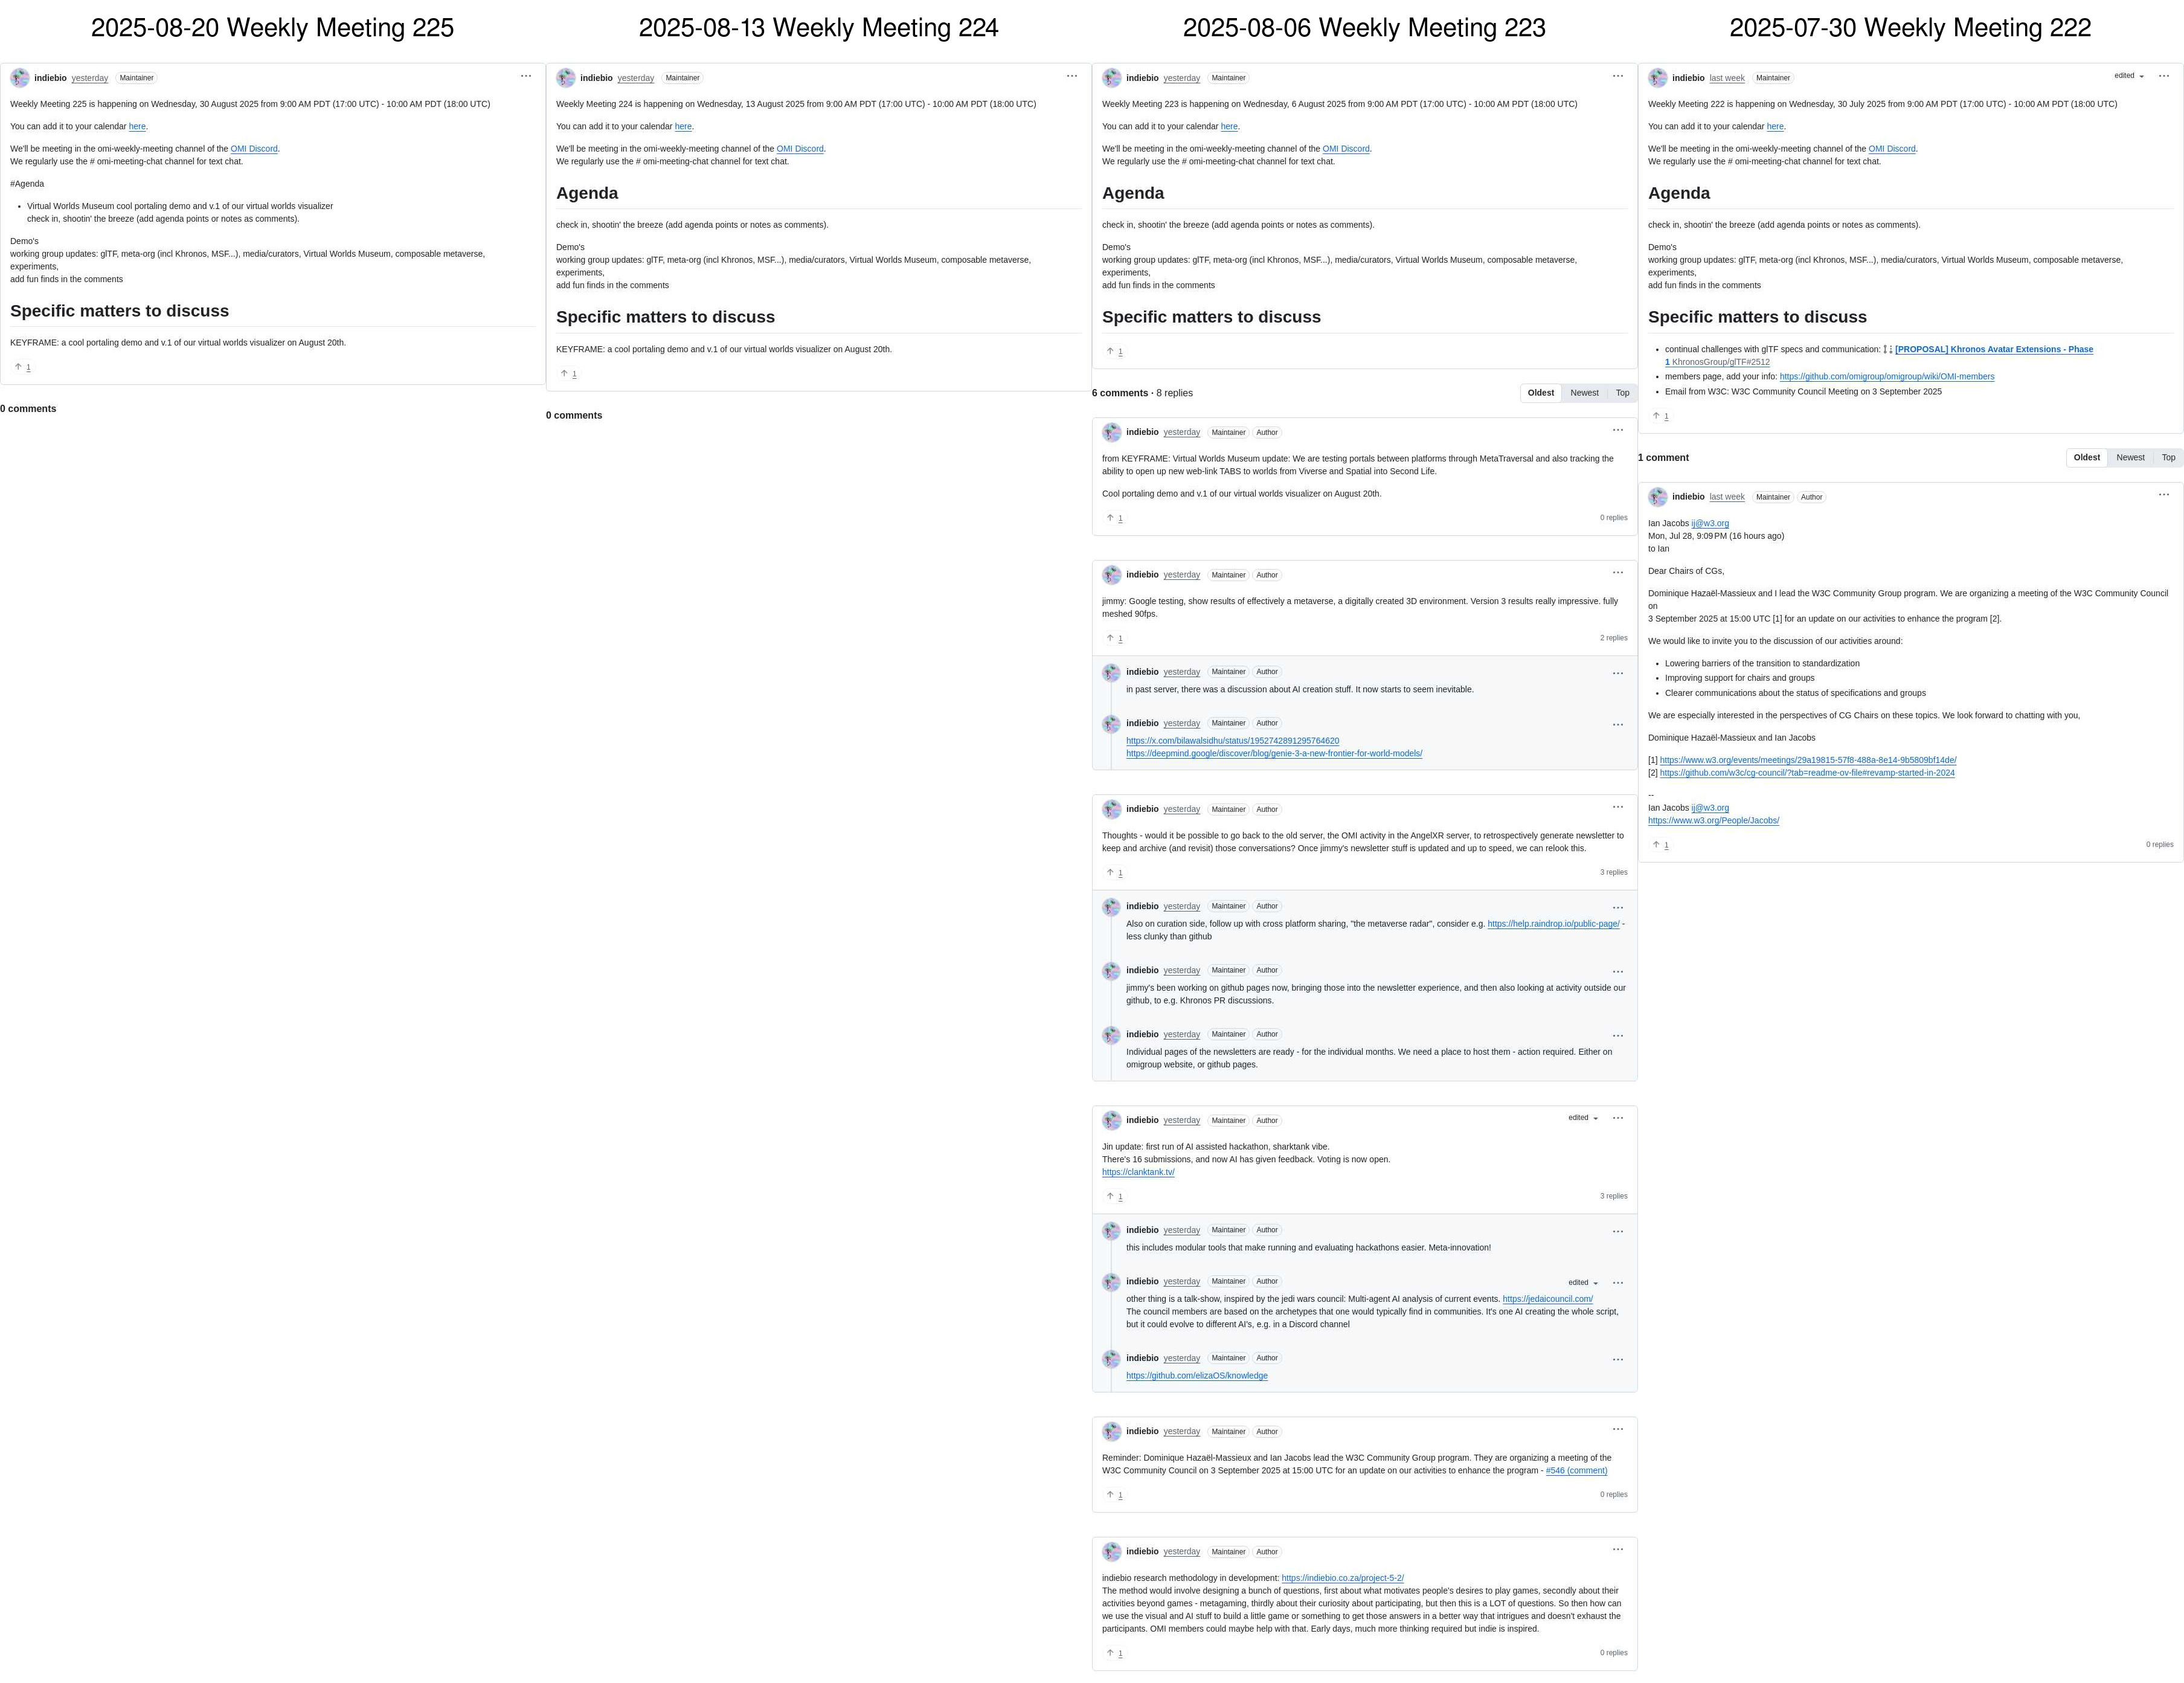 2025-08-20 Weekly Meeting 225
indiebio yesterday Maintainer
Weekly Meeting 225 is happening on Wednesday, 30 August 2025 from 9:00 AM PDT (17:00 UTC) - 10:00 AM PDT (18:00 UTC)
You can add it to your calendar here.
We'll be meeting in the omi-weekly-meeting channel of the OMI Discord.
We regularly use the # omi-meeting-chat channel for text chat.
#Agenda
• Virtual Worlds Museum cool portaling demo and v.1 of our virtual worlds visualizer
check in, shootin' the breeze (add agenda points or notes as comments).
Demo's
working group updates: glTF, meta-org (incl Khronos, MSF...), media/curators, Virtual Worlds Museum, composable metaverse,
experiments,
add fun finds in the comments
Specific matters to discuss
KEYFRAME: a cool portaling demo and v.1 of our virtual worlds visualizer on August 20th.
↑ 1
0 comments
2025-08-13 Weekly Meeting 224
indiebio yesterday Maintainer
Weekly Meeting 224 is happening on Wednesday, 13 August 2025 from 9:00 AM PDT (17:00 UTC) - 10:00 AM PDT (18:00 UTC)
You can add it to your calendar here.
We'll be meeting in the omi-weekly-meeting channel of the OMI Discord.
We regularly use the # omi-meeting-chat channel for text chat.
Agenda
check in, shootin' the breeze (add agenda points or notes as comments).
Demo's
working group updates: glTF, meta-org (incl Khronos, MSF...), media/curators, Virtual Worlds Museum, composable metaverse,
experiments,
add fun finds in the comments
Specific matters to discuss
KEYFRAME: a cool portaling demo and v.1 of our virtual worlds visualizer on August 20th.
↑ 1
0 comments
2025-08-06 Weekly Meeting 223
indiebio yesterday Maintainer
Weekly Meeting 223 is happening on Wednesday, 6 August 2025 from 9:00 AM PDT (17:00 UTC) - 10:00 AM PDT (18:00 UTC)
You can add it to your calendar here.
We'll be meeting in the omi-weekly-meeting channel of the OMI Discord.
We regularly use the # omi-meeting-chat channel for text chat.
Agenda
check in, shootin' the breeze (add agenda points or notes as comments).
Demo's
working group updates: glTF, meta-org (incl Khronos, MSF...), media/curators, Virtual Worlds Museum, composable metaverse,
experiments,
add fun finds in the comments
Specific matters to discuss
↑ 1
6 comments · 8 replies Oldest Newest Top
indiebio yesterday Maintainer Author
from KEYFRAME: Virtual Worlds Museum update: We are testing portals between platforms through MetaTraversal and also tracking the
ability to open up new web-link TABS to worlds from Viverse and Spatial into Second Life.
Cool portaling demo and v.1 of our virtual worlds visualizer on August 20th.
↑ 1 0 replies
indiebio yesterday Maintainer Author
jimmy: Google testing, show results of effectively a metaverse, a digitally created 3D environment. Version 3 results really impressive. fully
meshed 90fps.
↑ 1 2 replies
indiebio yesterday Maintainer Author
in past server, there was a discussion about AI creation stuff. It now starts to seem inevitable.
indiebio yesterday Maintainer Author
https://x.com/bilawalsidhu/status/1952742891295764620
https://deepmind.google/discover/blog/genie-3-a-new-frontier-for-world-models/
indiebio yesterday Maintainer Author
Thoughts - would it be possible to go back to the old server, the OMI activity in the AngelXR server, to retrospectively generate newsletter to
keep and archive (and revisit) those conversations? Once jimmy's newsletter stuff is updated and up to speed, we can relook this.
↑ 1 3 replies
indiebio yesterday Maintainer Author
Also on curation side, follow up with cross platform sharing, "the metaverse radar", consider e.g. https://help.raindrop.io/public-page/ -
less clunky than github
indiebio yesterday Maintainer Author
jimmy's been working on github pages now, bringing those into the newsletter experience, and then also looking at activity outside our
github, to e.g. Khronos PR discussions.
indiebio yesterday Maintainer Author
Individual pages of the newsletters are ready - for the individual months. We need a place to host them - action required. Either on
omigroup website, or github pages.
indiebio yesterday Maintainer Author edited
Jin update: first run of AI assisted hackathon, sharktank vibe.
There's 16 submissions, and now AI has given feedback. Voting is now open.
https://clanktank.tv/
↑ 1 3 replies
indiebio yesterday Maintainer Author
this includes modular tools that make running and evaluating hackathons easier. Meta-innovation!
indiebio yesterday Maintainer Author edited
other thing is a talk-show, inspired by the jedi wars council: Multi-agent AI analysis of current events. https://jedaicouncil.com/
The council members are based on the archetypes that one would typically find in communities. It's one AI creating the whole script,
but it could evolve to different AI's, e.g. in a Discord channel
indiebio yesterday Maintainer Author
https://github.com/elizaOS/knowledge
indiebio yesterday Maintainer Author
Reminder: Dominique Hazaël-Massieux and Ian Jacobs lead the W3C Community Group program. They are organizing a meeting of the
W3C Community Council on 3 September 2025 at 15:00 UTC for an update on our activities to enhance the program - #546 (comment)
↑ 1 0 replies
indiebio yesterday Maintainer Author
indiebio research methodology in development: https://indiebio.co.za/project-5-2/
The method would involve designing a bunch of questions, first about what motivates people's desires to play games, secondly about their
activities beyond games - metagaming, thirdly about their curiosity about participating, but then this is a LOT of questions. So then how can
we use the visual and AI stuff to build a little game or something to get those answers in a better way that intrigues and doesn't exhaust the
participants. OMI members could maybe help with that. Early days, much more thinking required but indie is inspired.
↑ 1 0 replies
2025-07-30 Weekly Meeting 222
indiebio last week Maintainer edited
Weekly Meeting 222 is happening on Wednesday, 30 July 2025 from 9:00 AM PDT (17:00 UTC) - 10:00 AM PDT (18:00 UTC)
You can add it to your calendar here.
We'll be meeting in the omi-weekly-meeting channel of the OMI Discord.
We regularly use the # omi-meeting-chat channel for text chat.
Agenda
check in, shootin' the breeze (add agenda points or notes as comments).
Demo's
working group updates: glTF, meta-org (incl Khronos, MSF...), media/curators, Virtual Worlds Museum, composable metaverse,
experiments,
add fun finds in the comments
Specific matters to discuss
• continual challenges with glTF specs and communication: [PROPOSAL] Khronos Avatar Extensions - Phase
1 KhronosGroup/glTF#2512
• members page, add your info: https://github.com/omigroup/omigroup/wiki/OMI-members
• Email from W3C: W3C Community Council Meeting on 3 September 2025
↑ 1
1 comment Oldest Newest Top
indiebio last week Maintainer Author
Ian Jacobs ij@w3.org
Mon, Jul 28, 9:09 PM (16 hours ago)
to Ian
Dear Chairs of CGs,
Dominique Hazaël-Massieux and I lead the W3C Community Group program. We are organizing a meeting of the W3C Community Council
on
3 September 2025 at 15:00 UTC [1] for an update on our activities to enhance the program [2].
We would like to invite you to the discussion of our activities around:
• Lowering barriers of the transition to standardization
• Improving support for chairs and groups
• Clearer communications about the status of specifications and groups
We are especially interested in the perspectives of CG Chairs on these topics. We look forward to chatting with you,
Dominique Hazaël-Massieux and Ian Jacobs
[1] https://www.w3.org/events/meetings/29a19815-57f8-488a-8e14-9b5809bf14de/
[2] https://github.com/w3c/cg-council/?tab=readme-ov-file#revamp-started-in-2024
--
Ian Jacobs ij@w3.org
https://www.w3.org/People/Jacobs/
↑ 1 0 replies